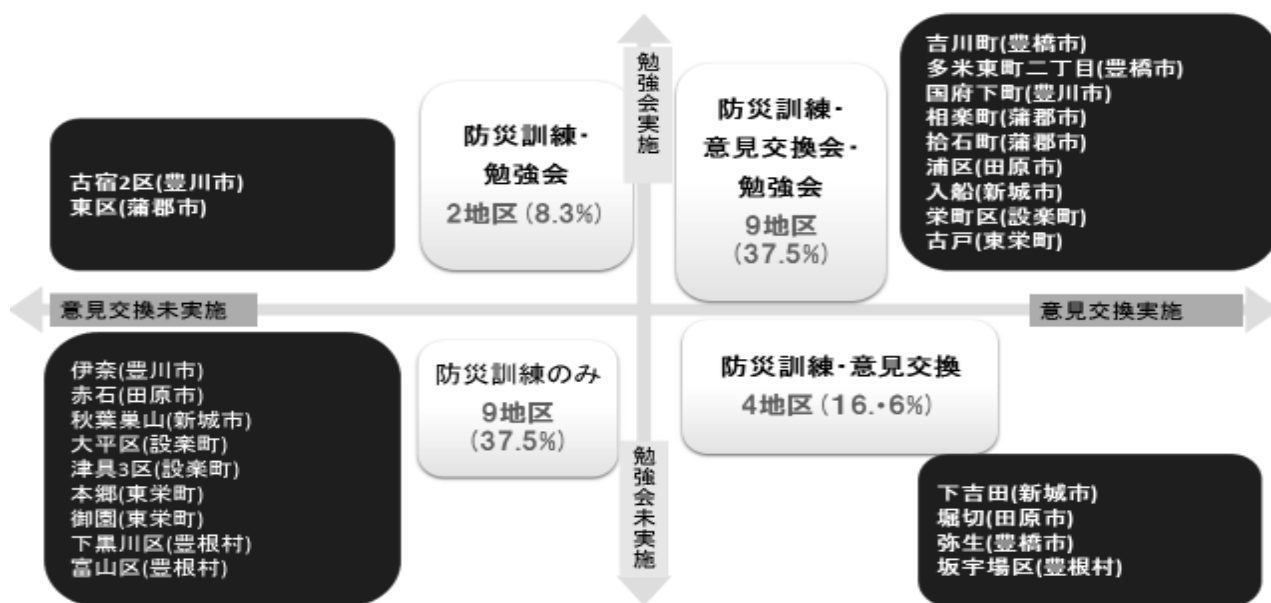 勉強会実施
吉川町(豊橋市)
多米東町二丁目(豊橋市)
国府下町(豊川市)
相楽町(蒲郡市)
拾石町(蒲郡市)
浦区(田原市)
入船(新城市)
栄町区(設楽町)
古戸(東栄町)
防災訓練・
意見交換会・
勉強会
9地区
(37.5%)
防災訓練・
勉強会
2地区(8.3%)
古宿2区(豊川市)
東区(蒲郡市)
意見交換未実施
意見交換実施
伊奈(豊川市)
赤石(田原市)
秋葉巣山(新城市)
大平区(設楽町)
津具3区(設楽町)
本郷(東栄町)
御園(東栄町)
下黒川区(豊根村)
富山区(豊根村)
防災訓練のみ
9地区
(37.5%)
防災訓練・意見交換
4地区(16.・6%)
勉強会未実施
下吉田(新城市)
堀切(田原市)
弥生(豊橋市)
坂宇場区(豊根村)